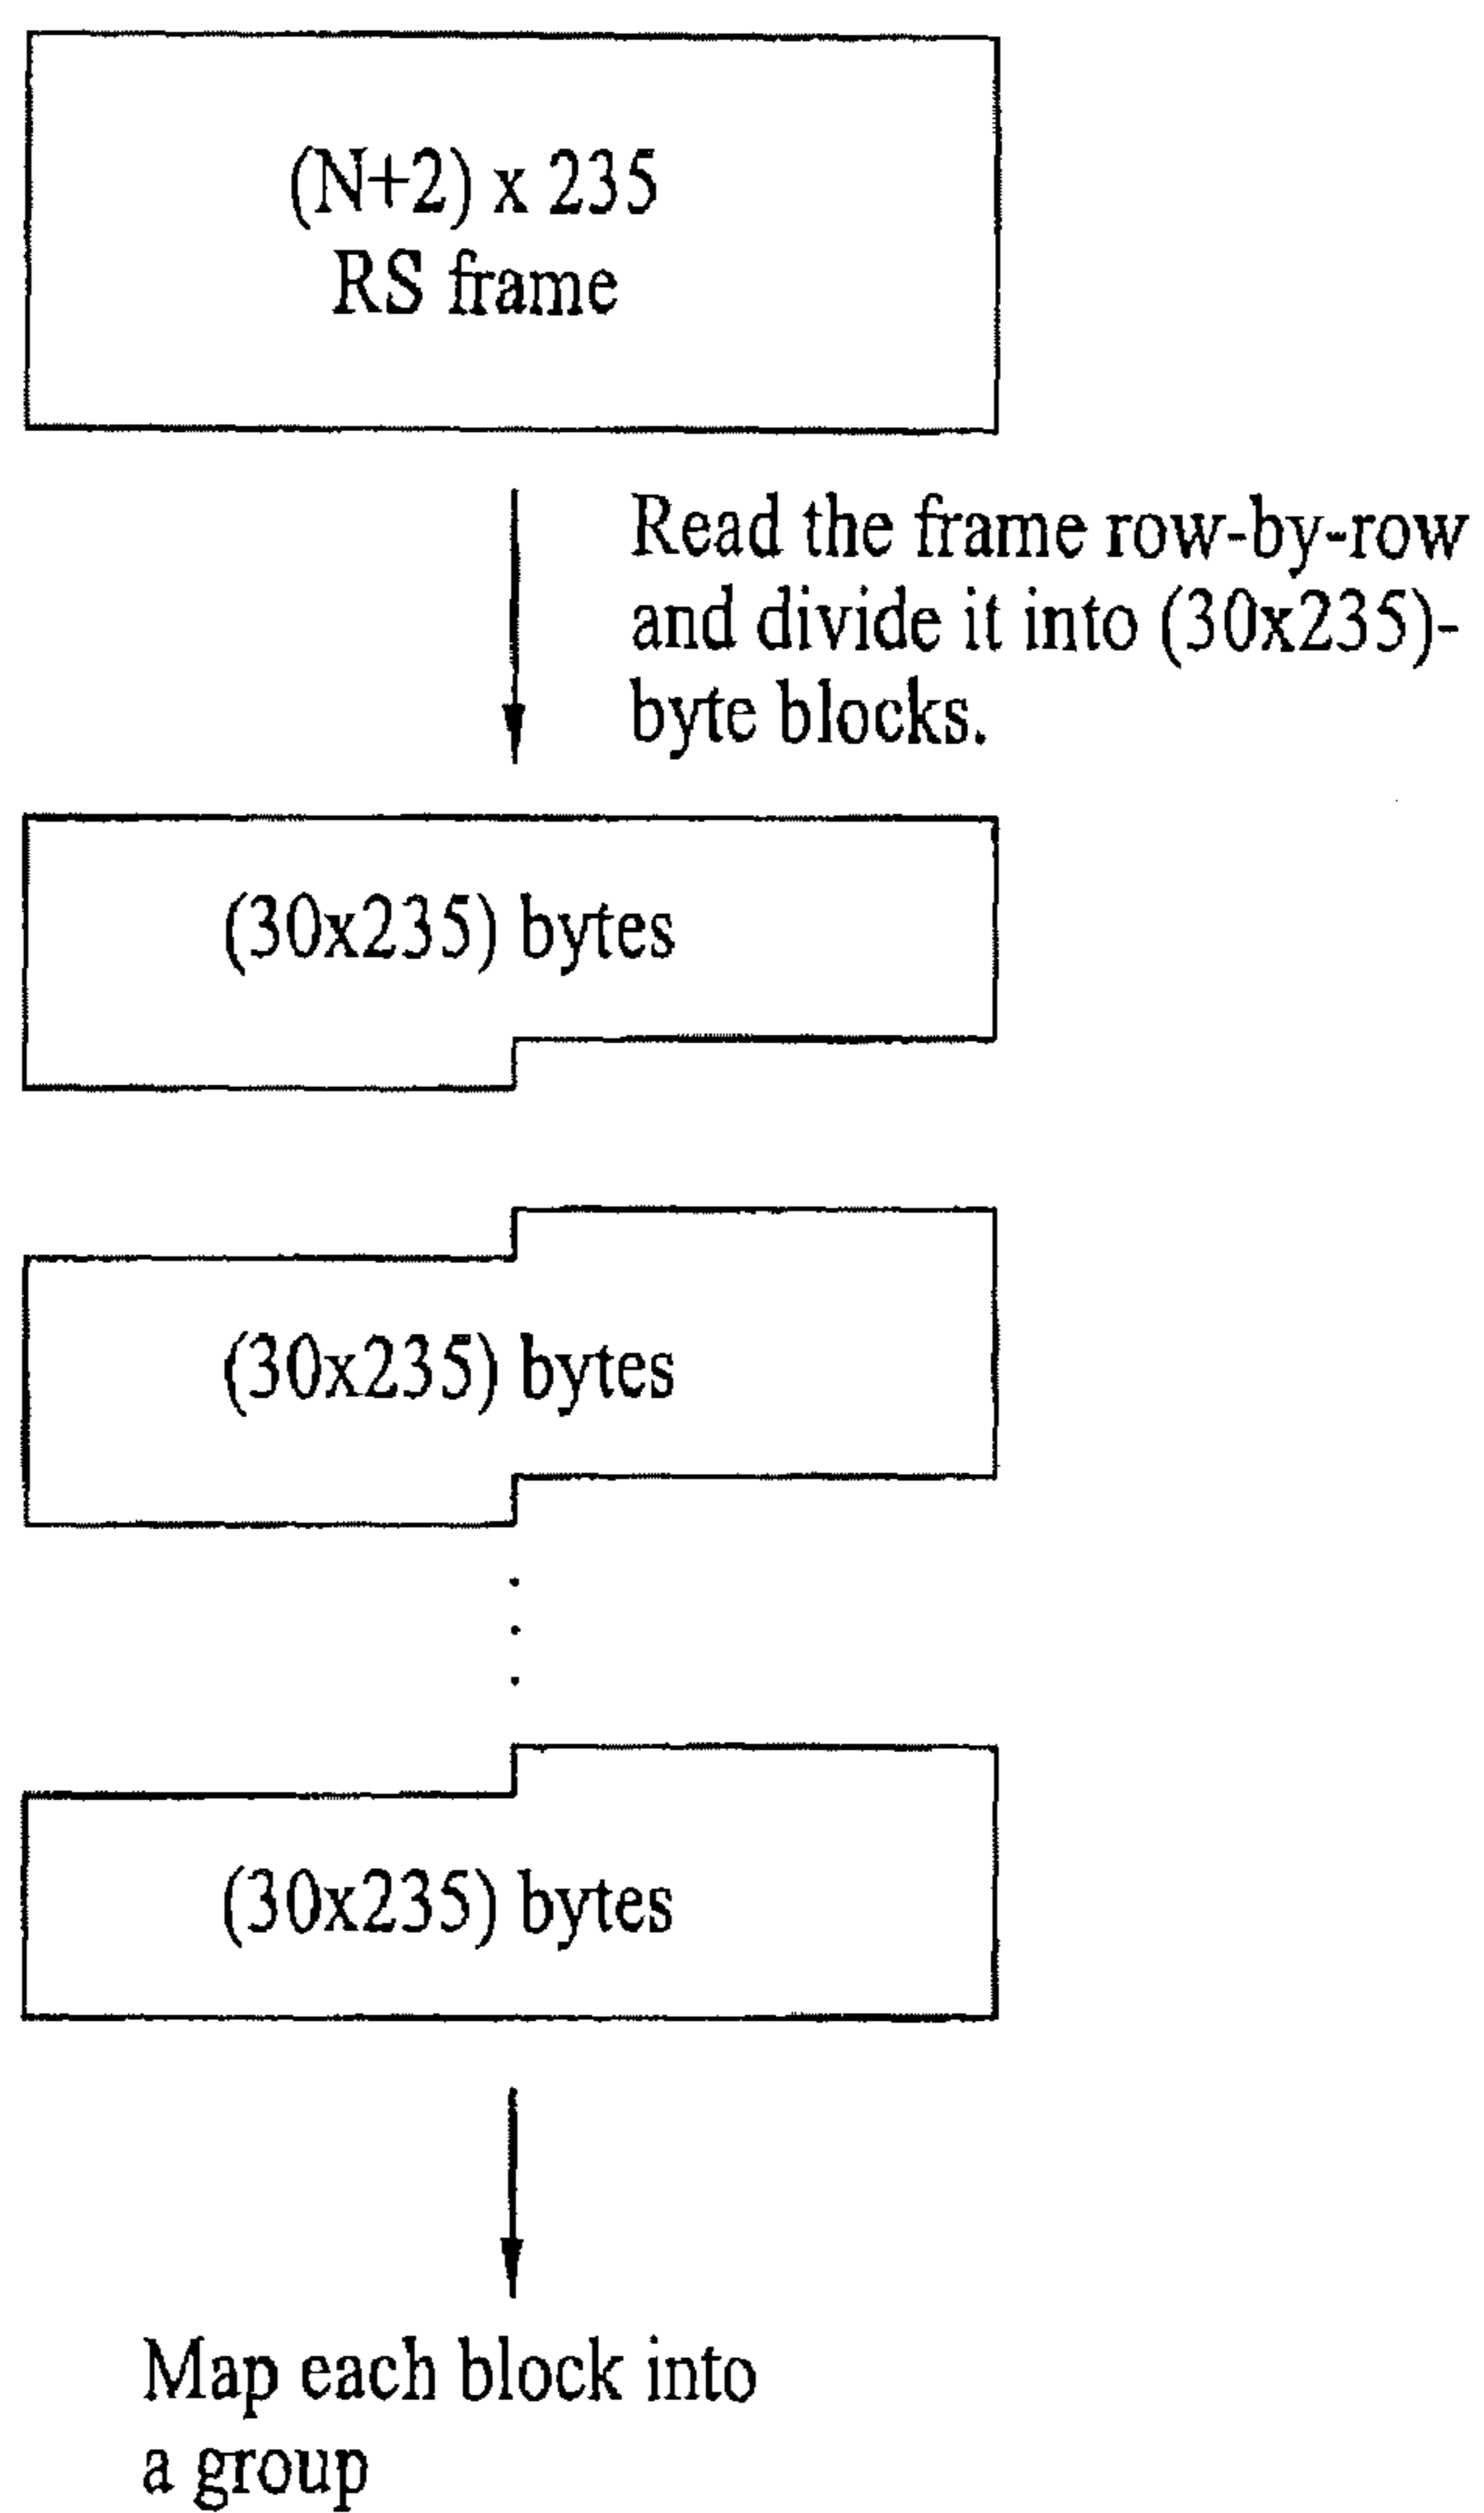 (N+2) x 235
RS frame
Read the frame row-by-row
and divide it into (30x235)-
byte blocks.
(30x235) bytes
(30x235) bytes
(30x235) bytes
Map each block into
a group